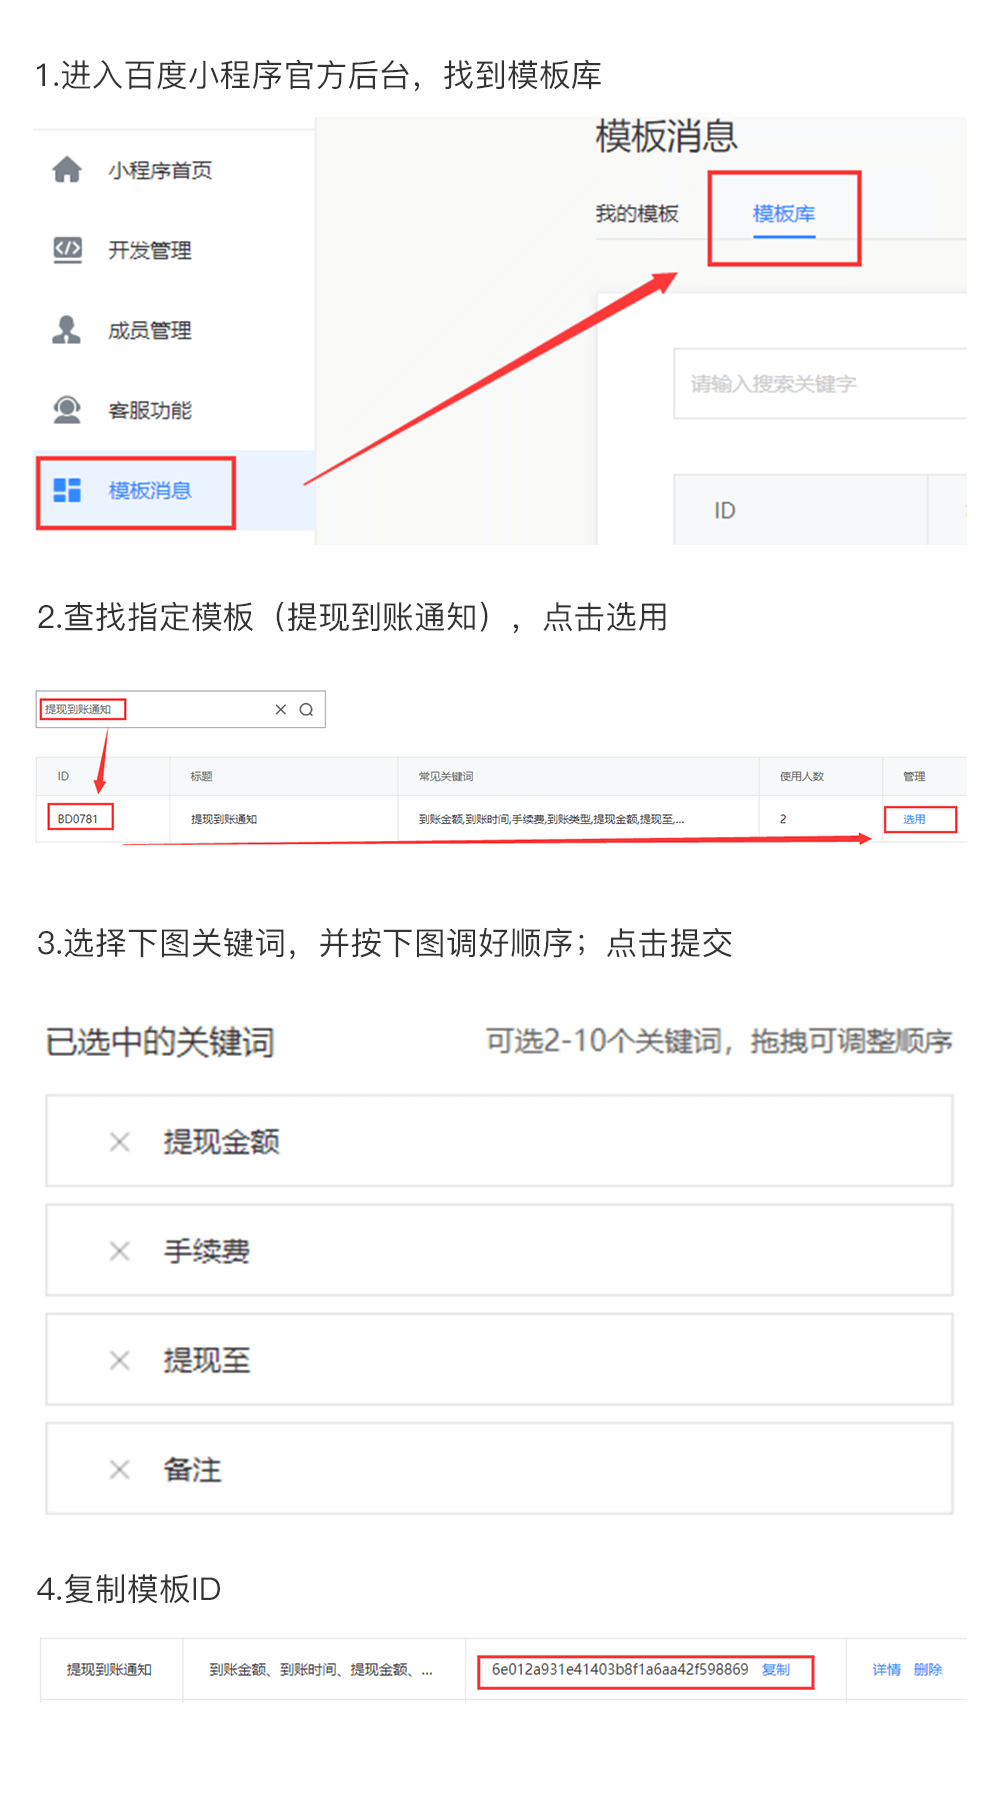 1.进入百度小程序官方后台，找到模板库
模板消息
小程序首页
我的模板 模板库
开发管理
成员管理
请输入搜索关键字
客服功能
模板消息
ID
2.查找指定模板（提现到账通知），点击选用
提现到账通知
ID 标题 常见关键词 使用人数 管理
BD0781 提现到账通知 到账金额,到账时间,手续费,到账类型,提现金额,提现至,... 2 选用
3.选择下图关键词，并按下图调好顺序；点击提交
已选中的关键词 可选2-10个关键词，拖拽可调整顺序
提现金额
手续费
提现至
备注
4.复制模板ID
提现到账通知 到账金额、到账时间、提现金额、... 6e012a931e41403b8f1a6aa42f598869 复制 详情 删除